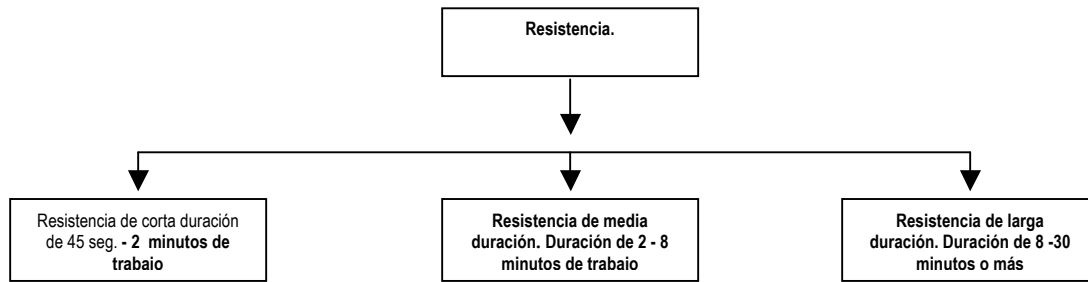 Resistencia.
Resistencia de corta duración
de 45 seg. - 2 minutos de
trabaio
Resistencia de media
duración. Duración de 2 - 8
minutos de trabaio
Resistencia de larga
duración. Duración de 8 -30
minutos o más